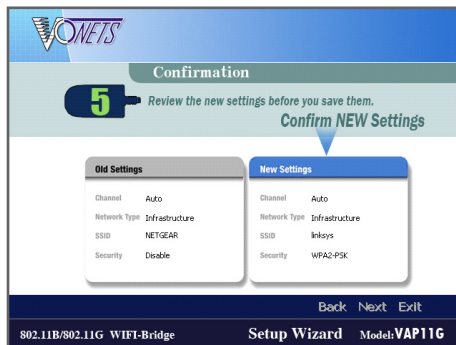 VONETS
Confirmation
5 Review the new settings before you save them.
Confirm NEW Settings
Old Settings
Channel Auto
Network Type Infrastructure
SSID NETGEAR
Security Disable
New Settings
Channel Auto
Network Type Infrastructure
SSID linksys
Security WPA2-PSK
Back Next Exit
802.11B/802.11G WIFI-Bridge Setup Wizard Model:VAP11G